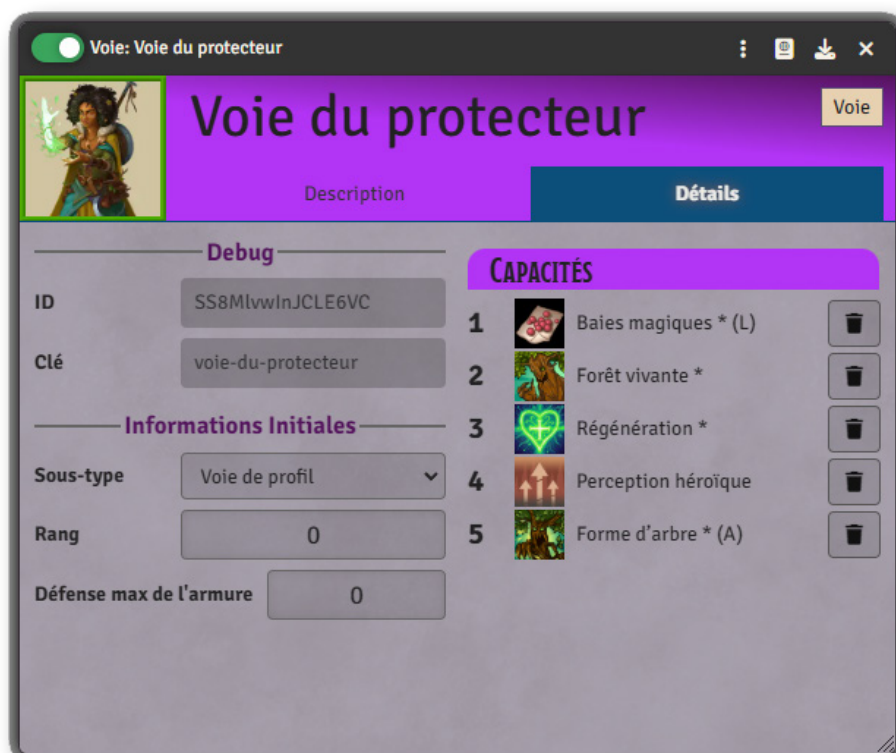 Voie: Voie du protecteur
Voie du protecteur
Voie
Description
Détails
Debug
ID
SS8MlvwInJCLE6VC
Clé
voie-du-protecteur
Informations Initiales
Sous-type
Voie de profil
Rang
0
Défense max de l'armure
0
CAPACITÉS
1 Baies magiques * (L)
2 Forêt vivante *
3 Régénération *
4 Perception héroïque
5 Forme d’arbre * (A)